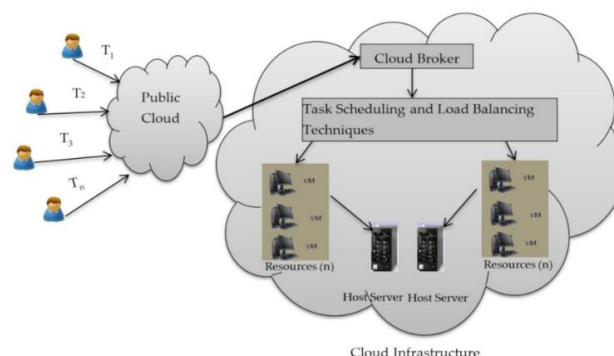 T1
T2
T3
Tn
Public
Cloud
Cloud Broker
Task Scheduling and Load Balancing
Techniques
VM
VM
VM
Resources (n)
VM
VM
VM
Resources (n)
Host Server Host Server
Cloud Infrastructure